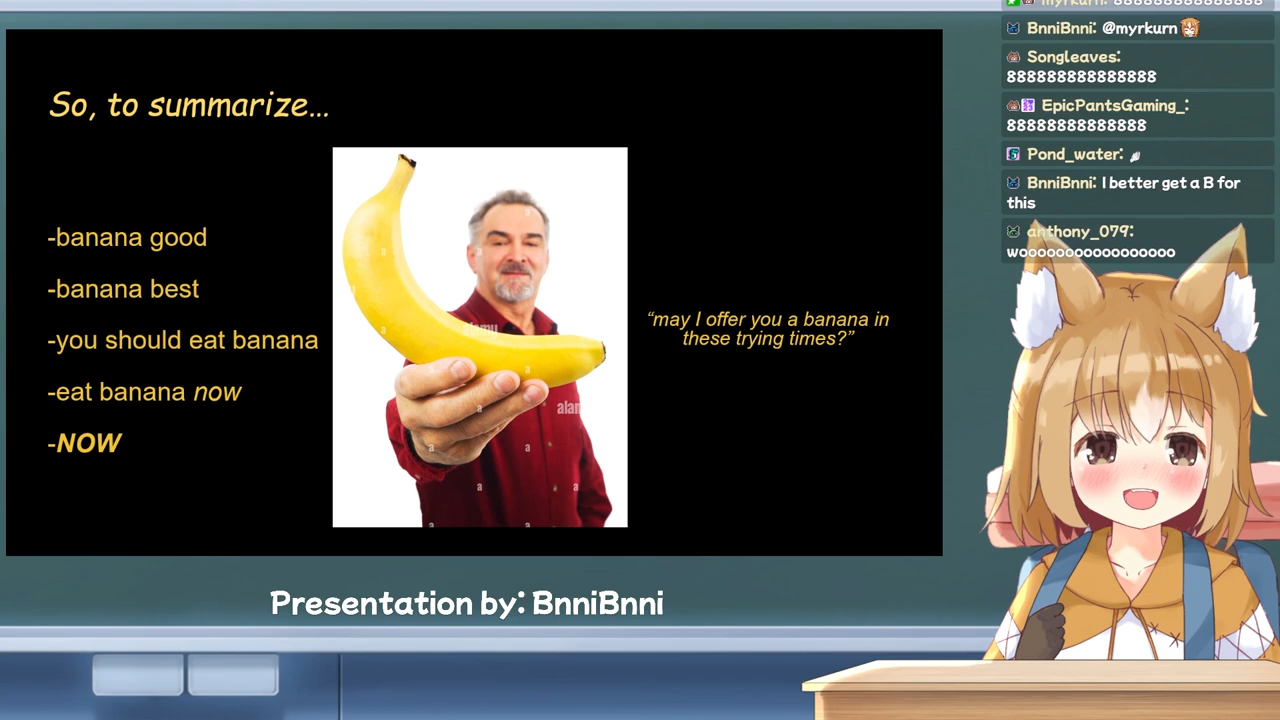 So, to summarize...
-banana good
-banana best
-you should eat banana
-eat banana now
-NOW
alamy
a
"may I offer you a banana in
these trying times?"
Presentation by: BnniBnni
BnniBnni: @myrkurn
Songleaves:
888888888888888
EpicPantsGaming_:
88888888888888
Pond_water:
BnniBnni: I better get a B for
this
anthony_079:
woooooooooooooooo